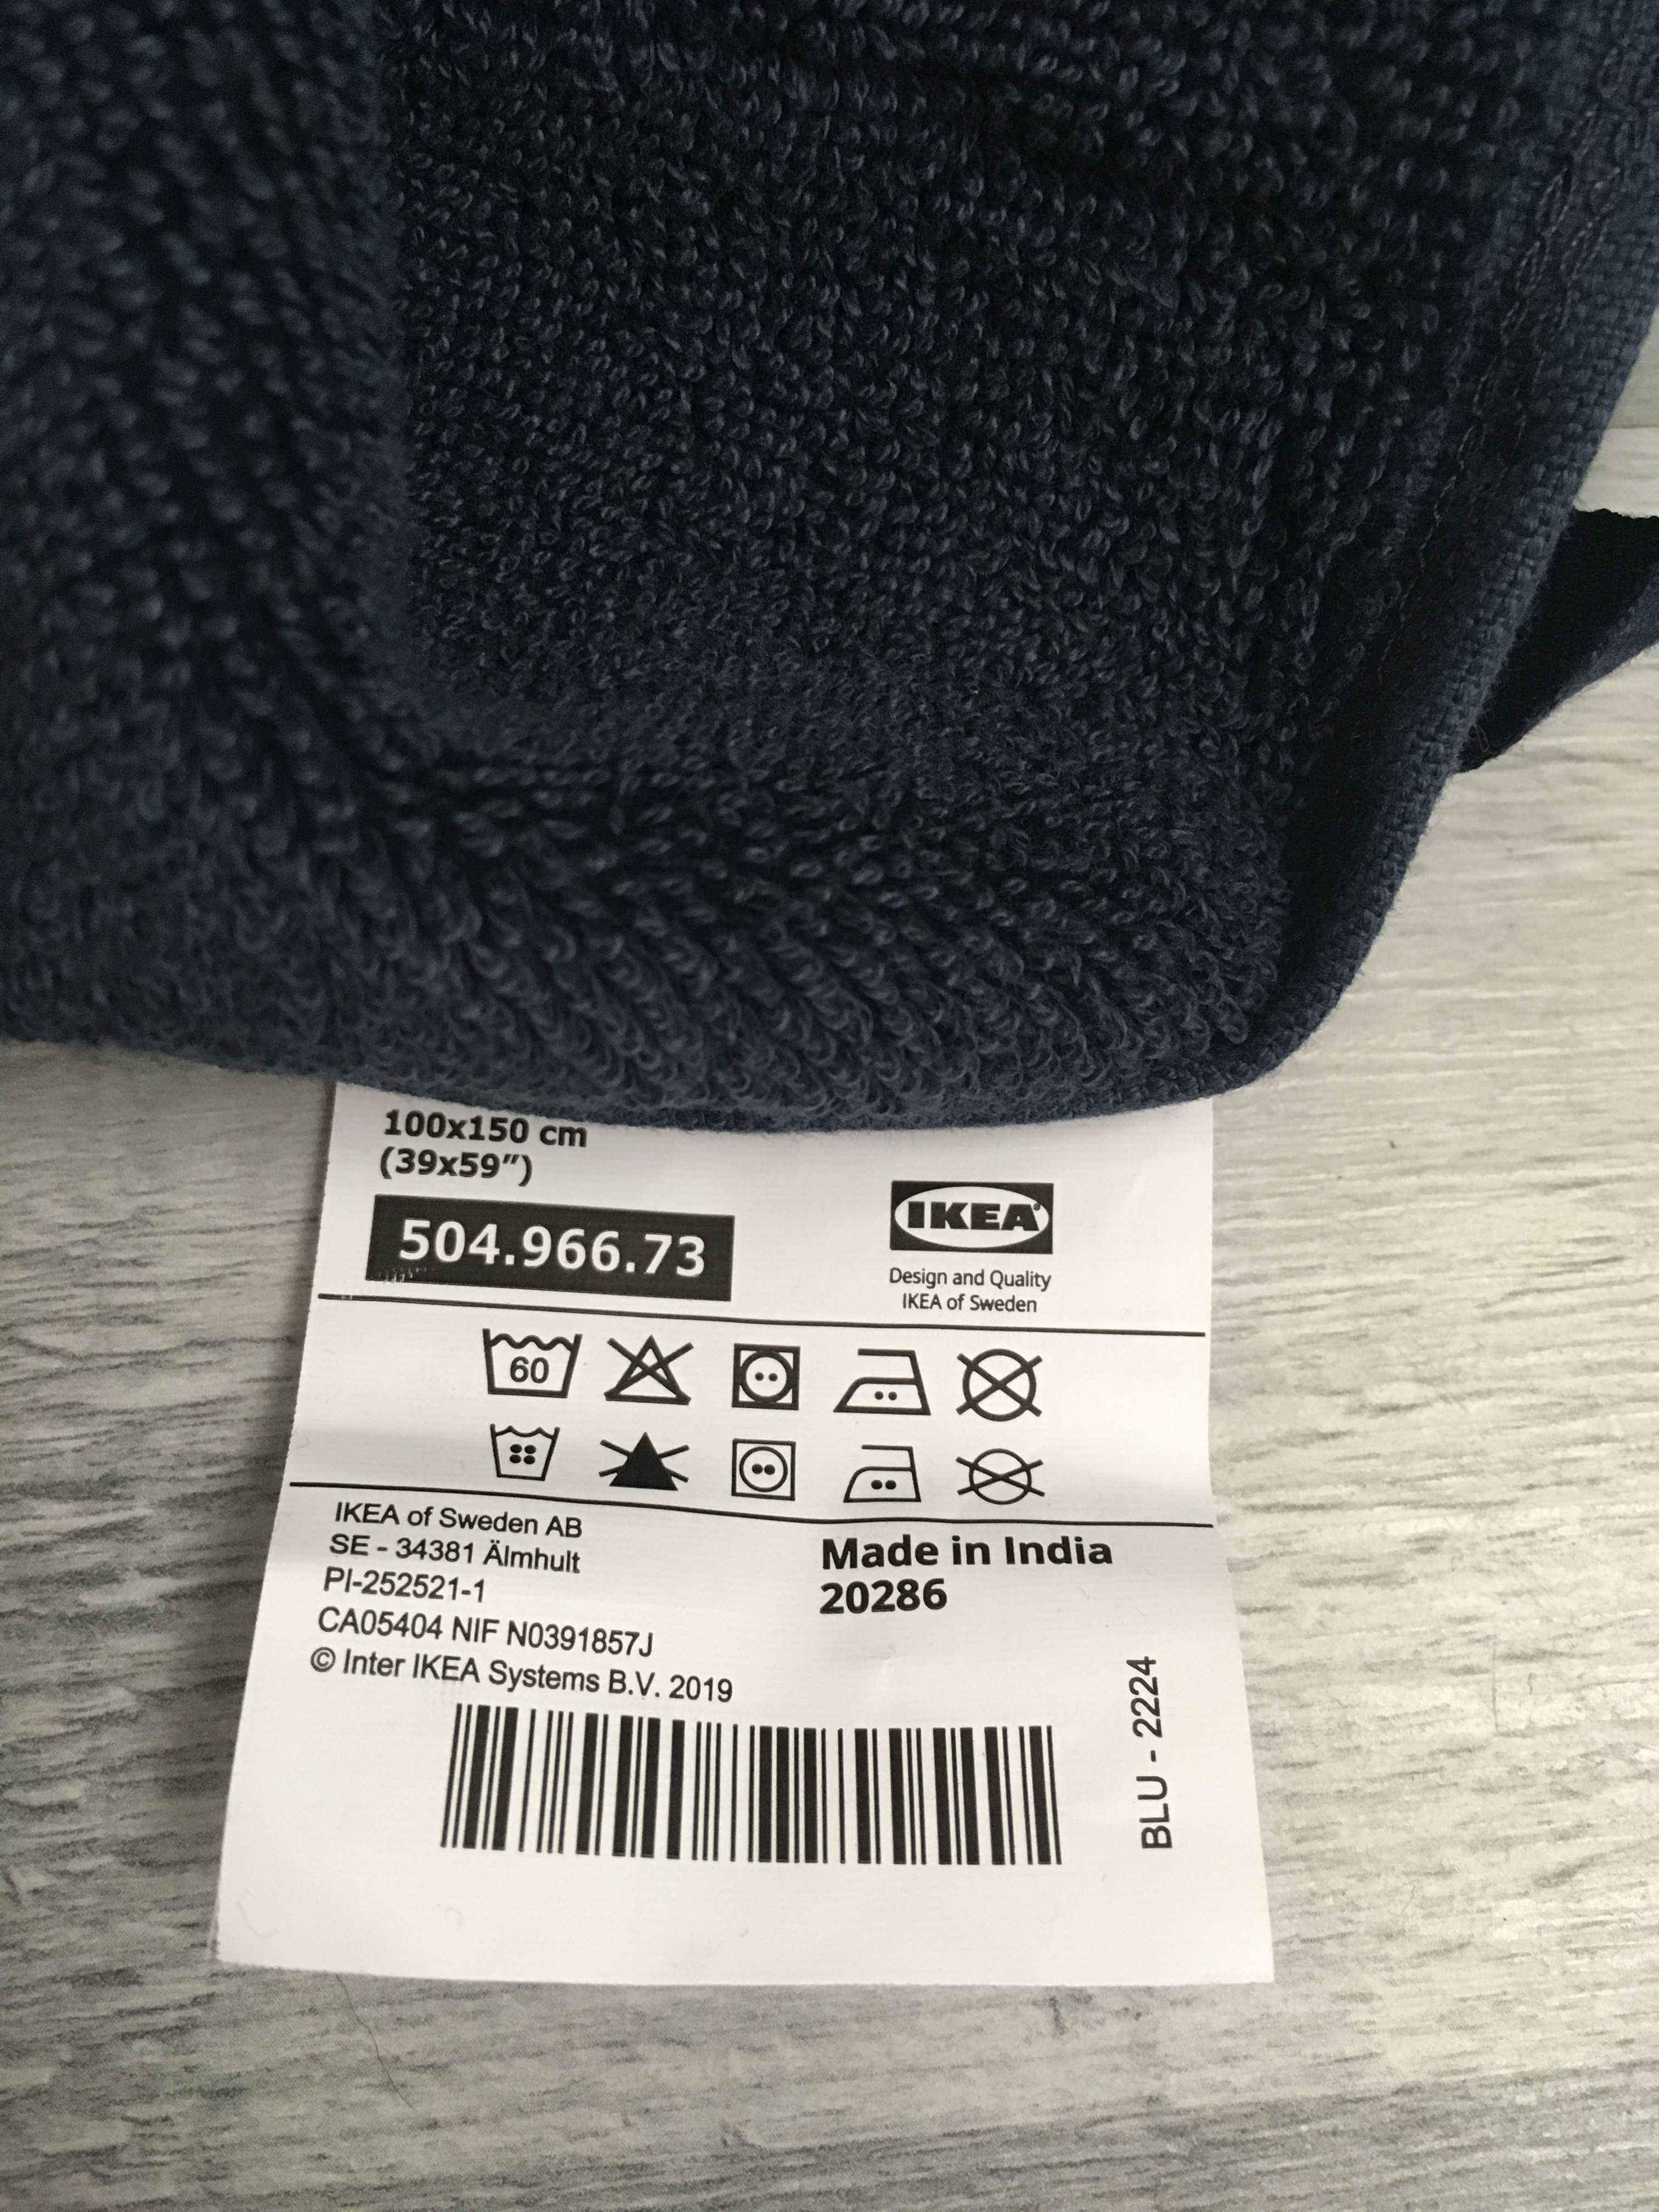 100x150 cm
(39x59″)
504.966.73
IKEA®
Design and Quality
IKEA of Sweden
60
IKEA of Sweden AB
SE - 34381 Älmhult
PI-252521-1
CA05404 NIF N0391857J
© Inter IKEA Systems B.V. 2019
Made in India
20286
BLU - 2224